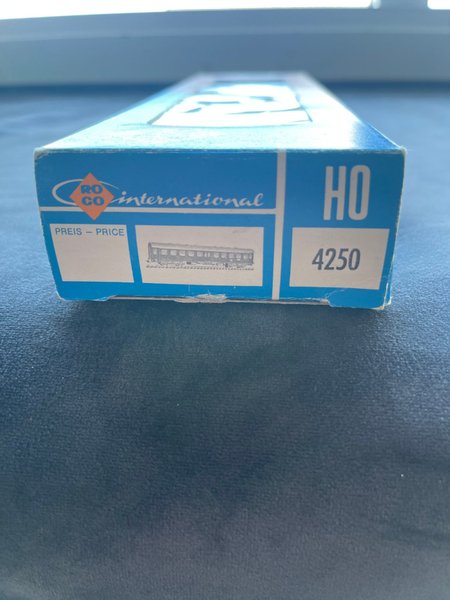 ROCO international
HO
PREIS – PRICE
4250